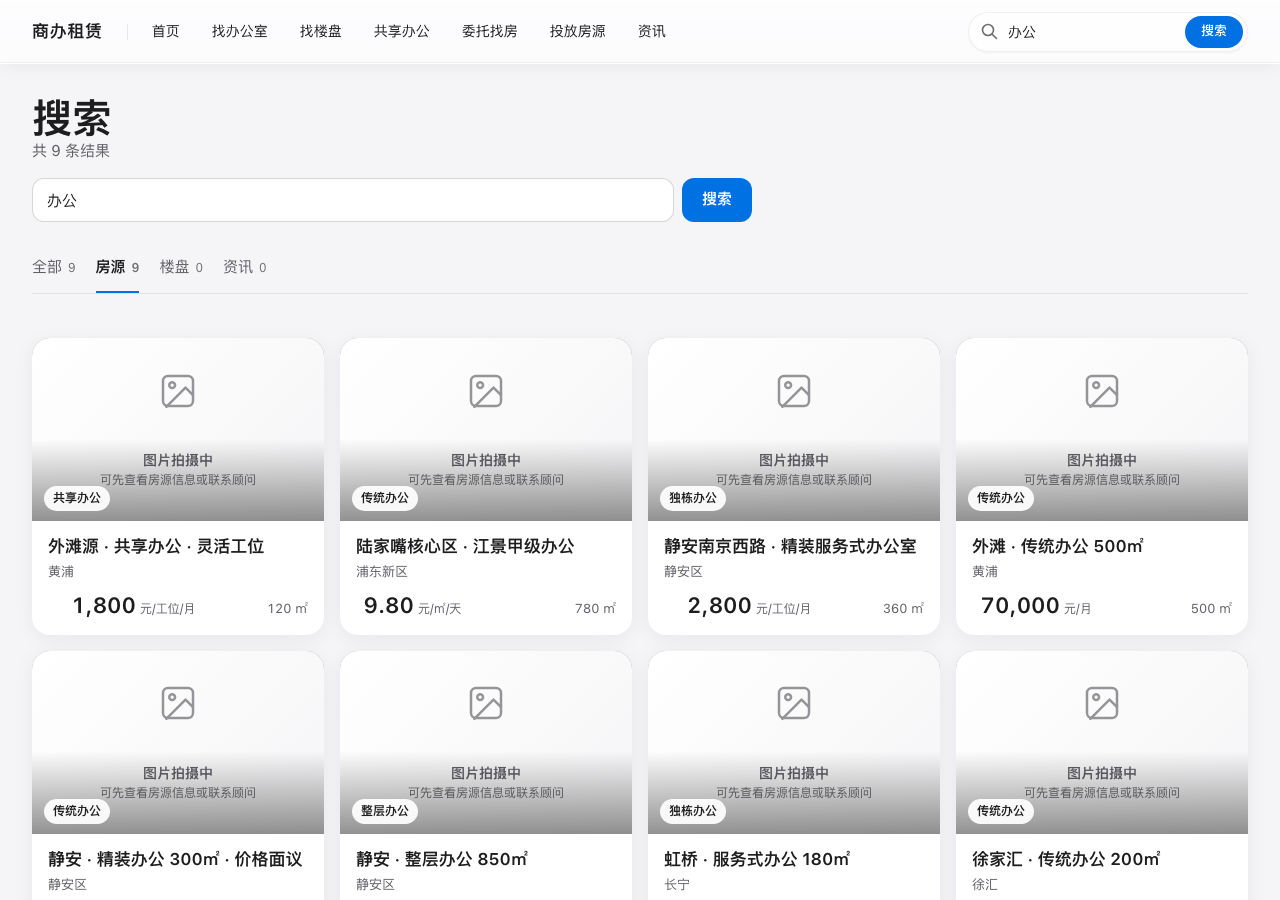 商办租赁 首页 找办公室 找楼盘 共享办公 委托找房 投放房源 资讯 办公 搜索
搜索
共 9 条结果
办公 搜索
全部 9 房源 9 楼盘 0 资讯 0
图片拍摄中 图片拍摄中 图片拍摄中 图片拍摄中
可先查看房源信息或联系顾问 可先查看房源信息或联系顾问 可先查看房源信息或联系顾问 可先查看房源信息或联系顾问
共享办公 传统办公 独栋办公 传统办公
外滩源 · 共享办公 · 灵活工位 陆家嘴核心区 · 江景甲级办公 静安南京西路 · 精装服务式办公室 外滩 · 传统办公 500㎡
黄浦 浦东新区 静安区 黄浦
1,800 元/工位/月 120 ㎡ 9.80 元/㎡/天 780 ㎡ 2,800 元/工位/月 360 ㎡ 70,000 元/月 500 ㎡
图片拍摄中 图片拍摄中 图片拍摄中 图片拍摄中
可先查看房源信息或联系顾问 可先查看房源信息或联系顾问 可先查看房源信息或联系顾问 可先查看房源信息或联系顾问
传统办公 整层办公 独栋办公 传统办公
静安 · 精装办公 300㎡ · 价格面议 静安 · 整层办公 850㎡ 虹桥 · 服务式办公 180㎡ 徐家汇 · 传统办公 200㎡
静安区 静安区 长宁 徐汇